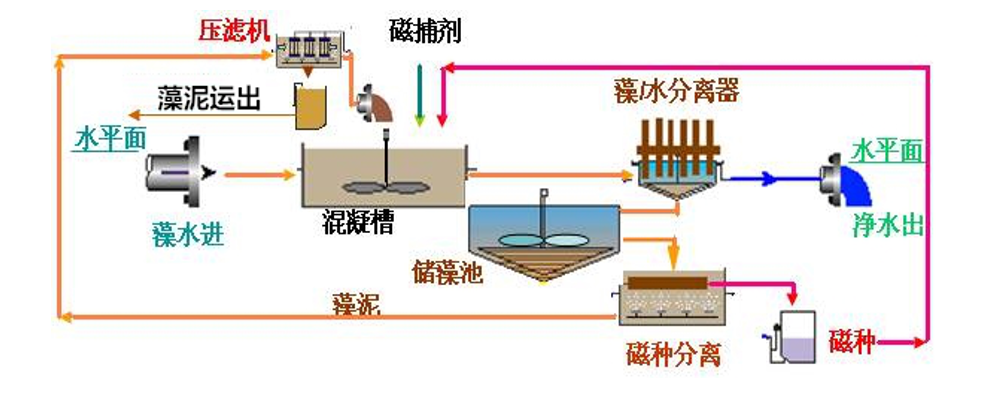 压滤机
磁捕剂
藻/水分离器
藻泥运出
水平面
水平面
藻水进
混凝槽
净水出
储藻池
藻泥
磁种分离
磁种